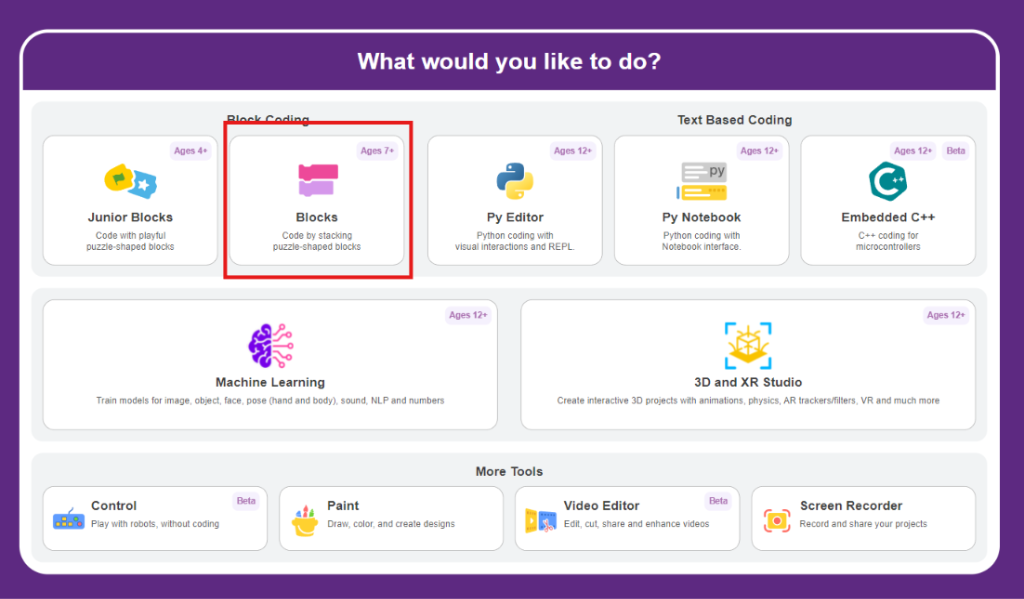 What would you like to do?
Block Coding
Text Based Coding
Ages 4+
Junior Blocks
Code with playful
puzzle-shaped blocks
Ages 7+
Blocks
Code by stacking
puzzle-shaped blocks
Ages 12+
Py Editor
Python coding with
visual interactions and REPL.
Ages 12+
py
Py Notebook
Python coding with
Notebook interface.
Ages 12+
Beta
C++
Embedded C++
C++ coding for
microcontrollers
Ages 12+
Machine Learning
Train models for image, object, face, pose (hand and body), sound, NLP and numbers
Ages 12+
3D and XR Studio
Create interactive 3D projects with animations, physics, AR trackers/filters, VR and much more
More Tools
Control
Beta
Play with robots, without coding
Paint
Draw, color, and create designs
Video Editor
Beta
Edit, cut, share and enhance videos
Screen Recorder
Record and share your projects